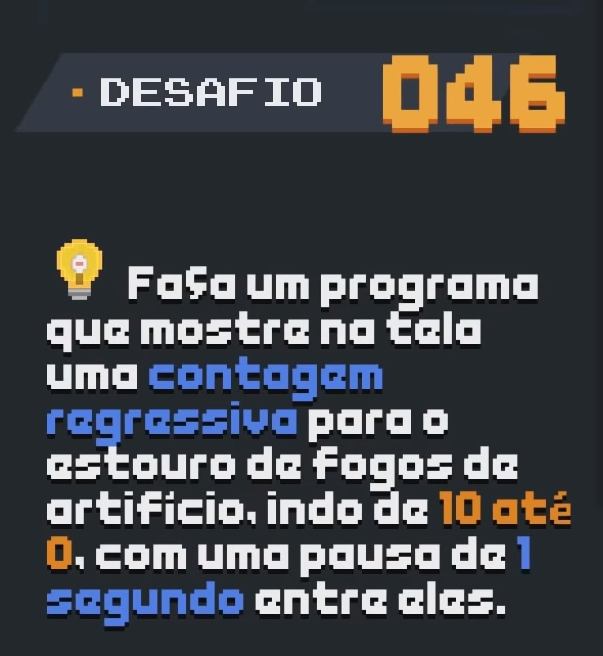 · DESAFIO 046
Faça um programa
que mostre na tela
uma contagem
regressiva para o
estouro de fogos de
artifício, indo de 10 até
0, com uma pausa de 1
segundo entre eles.